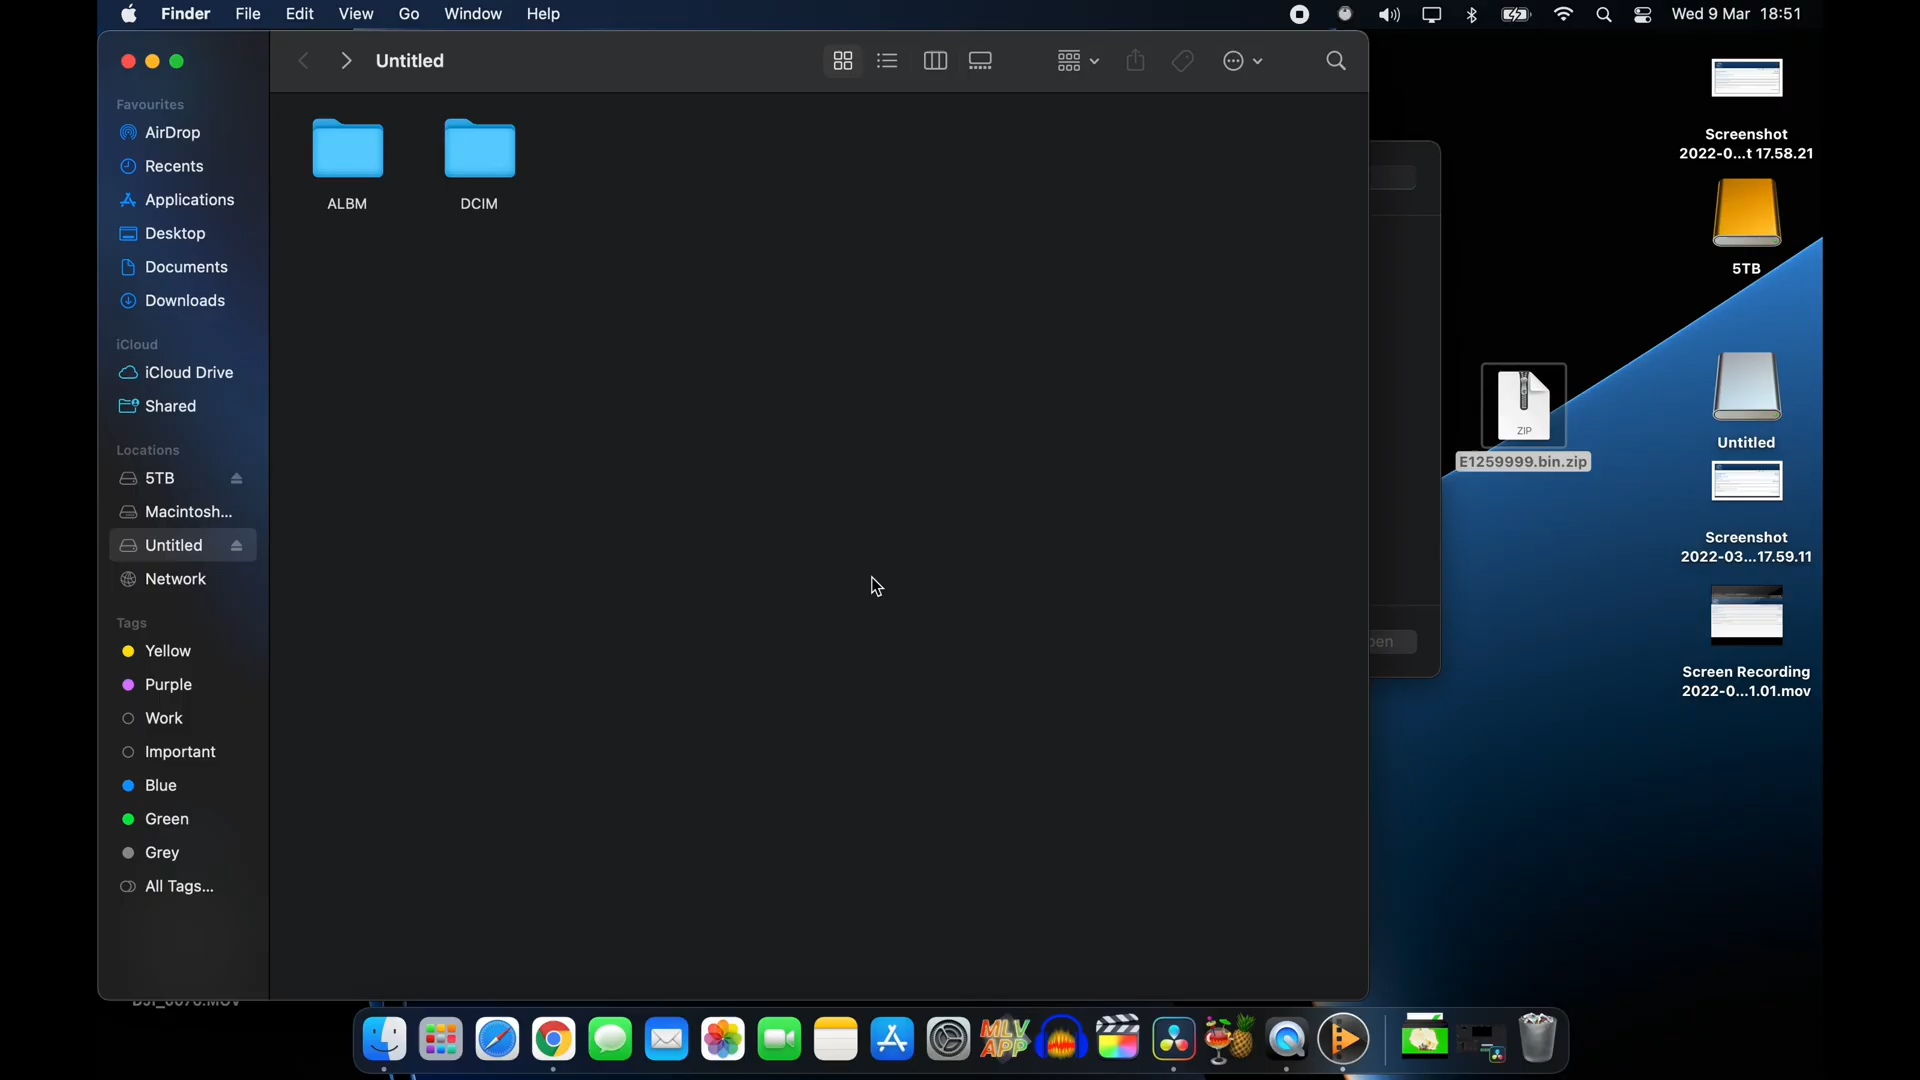 Finder File Edit View Go Window Help
Wed 9 Mar 18:51
Untitled
Favourites
AirDrop
Recents
Applications
Desktop
Documents
Downloads
iCloud
iCloud Drive
Shared
Locations
5TB
Macintosh...
Untitled
Network
Tags
Yellow
Purple
Work
Important
Blue
Green
Grey
All Tags...
ALBM
DCIM
ZIP
E1259999.bin.zip
Screenshot
2022-0...t 17.58.21
5TB
Untitled
Screenshot
2022-03...17.59.11
Screen Recording
2022-0...1.01.mov
MLV
APP